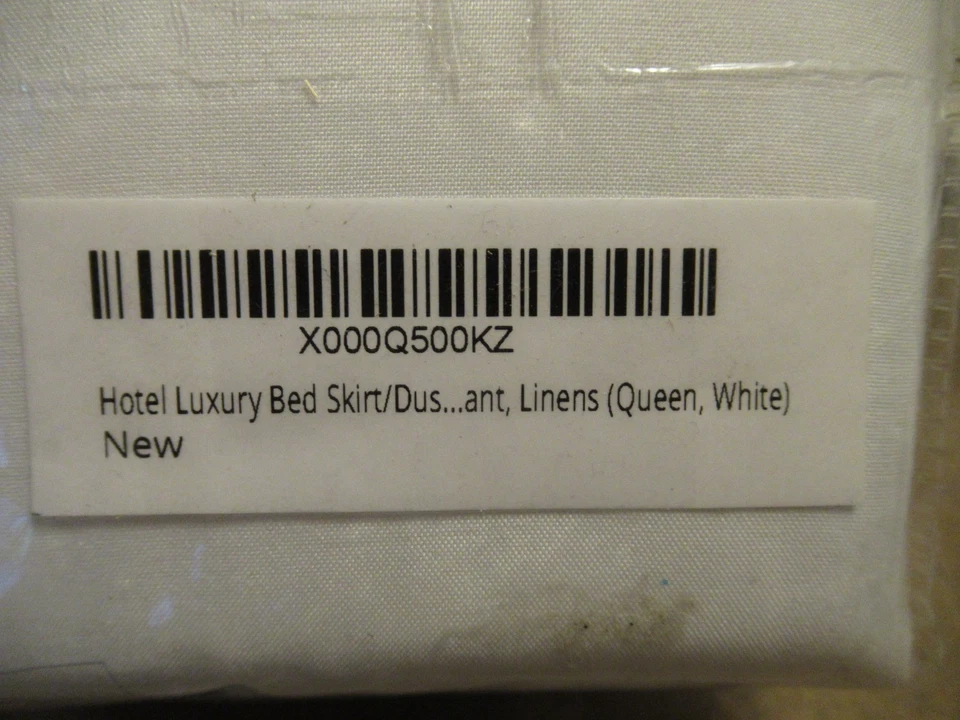 X000Q500KZ
Hotel Luxury Bed Skirt/Dus...ant, Linens (Queen, White)
New